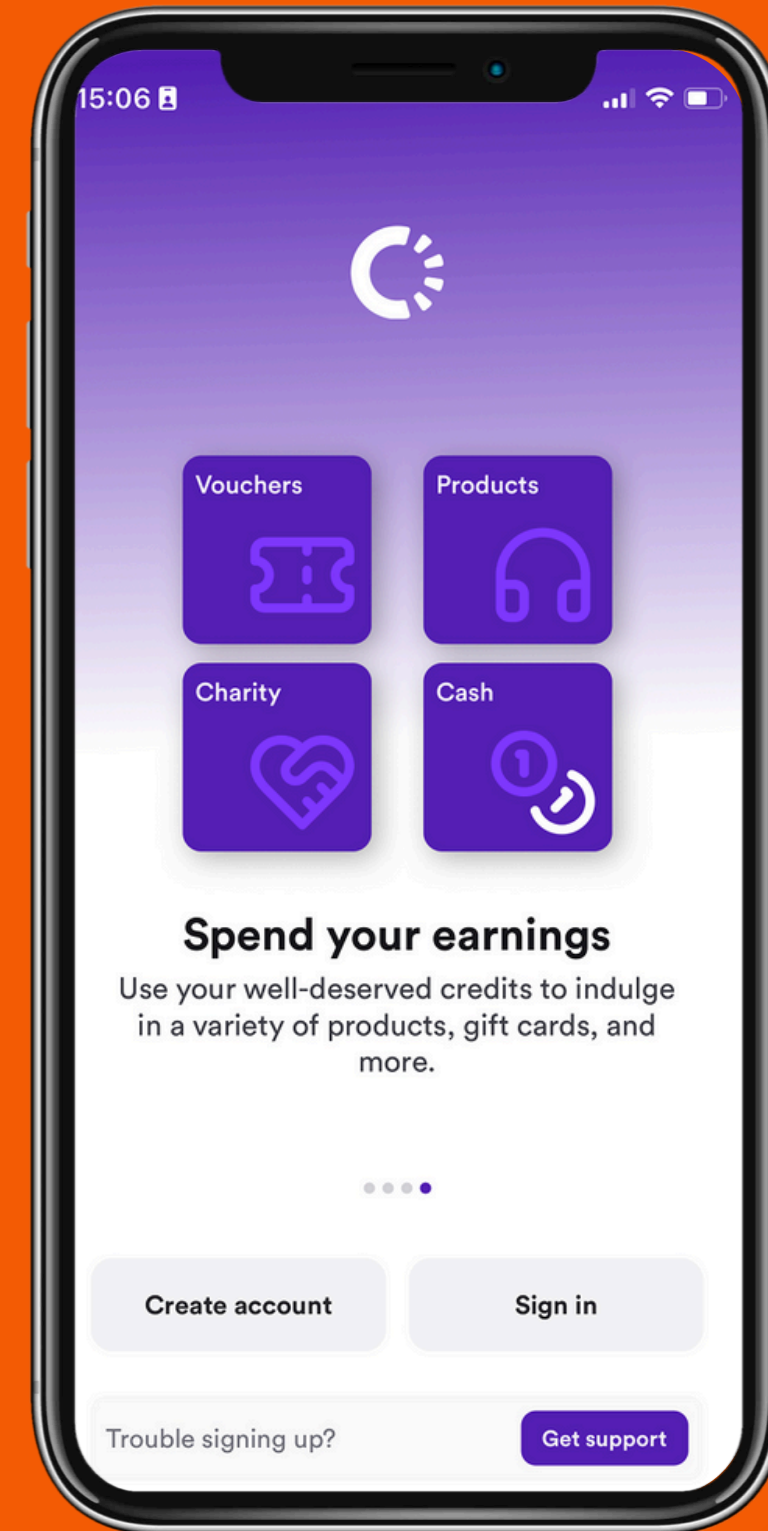 15:06
Vouchers
Products
Charity
Cash
Spend your earnings
Use your well-deserved credits to indulge
in a variety of products, gift cards, and
more.
Create account
Sign in
Trouble signing up?
Get support